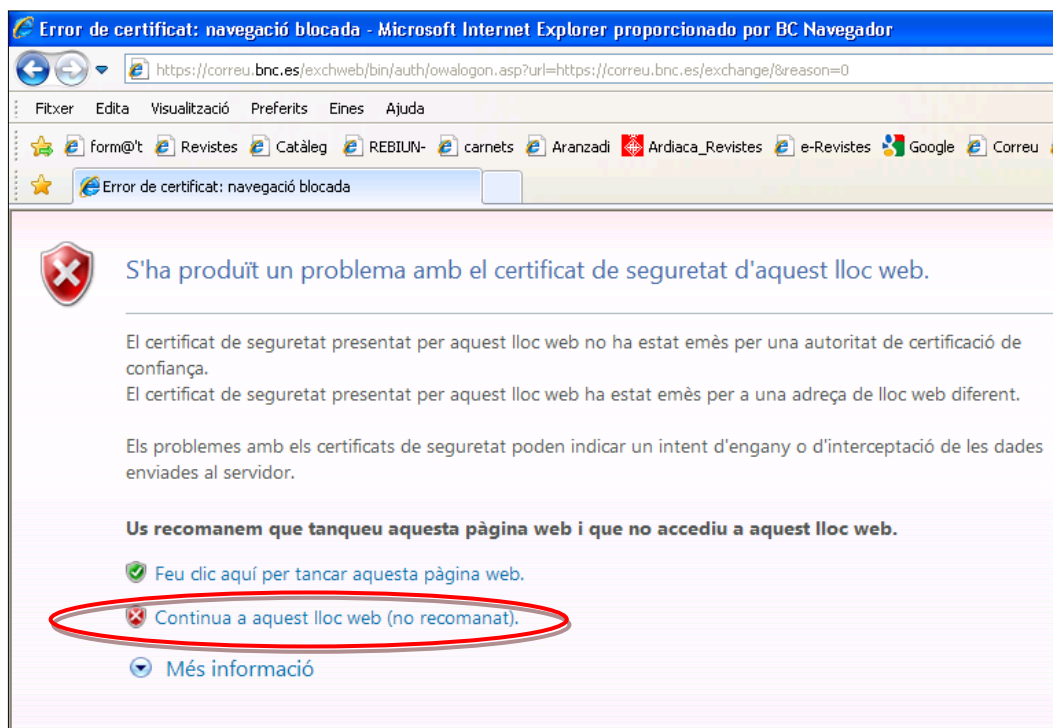 Error de certificat: navegació blocada - Microsoft Internet Explorer proporcionado por BC Navegador
https://correu.bnc.es/exchweb/bin/auth/owalogon.asp?url=https://correu.bnc.es/exchange/&reason=0
Fitxer Edita Visualització Preferits Eines Ajuda
form@'t Revistes Catàleg REBIUN- carnets Aranzadi Ardiaca_Revistes e-Revistes Google Correu
Error de certificat: navegació blocada
S'ha produït un problema amb el certificat de seguretat d'aquest lloc web.
El certificat de seguretat presentat per aquest lloc web no ha estat emès per una autoritat de certificació de
confiança.
El certificat de seguretat presentat per aquest lloc web ha estat emès per a una adreça de lloc web diferent.
Els problemes amb els certificats de seguretat poden indicar un intent d'engany o d'interceptació de les dades
enviades al servidor.
Us recomanem que tanqueu aquesta pàgina web i que no accediu a aquest lloc web.
Feu clic aquí per tancar aquesta pàgina web.
Continua a aquest lloc web (no recomanat).
Més informació